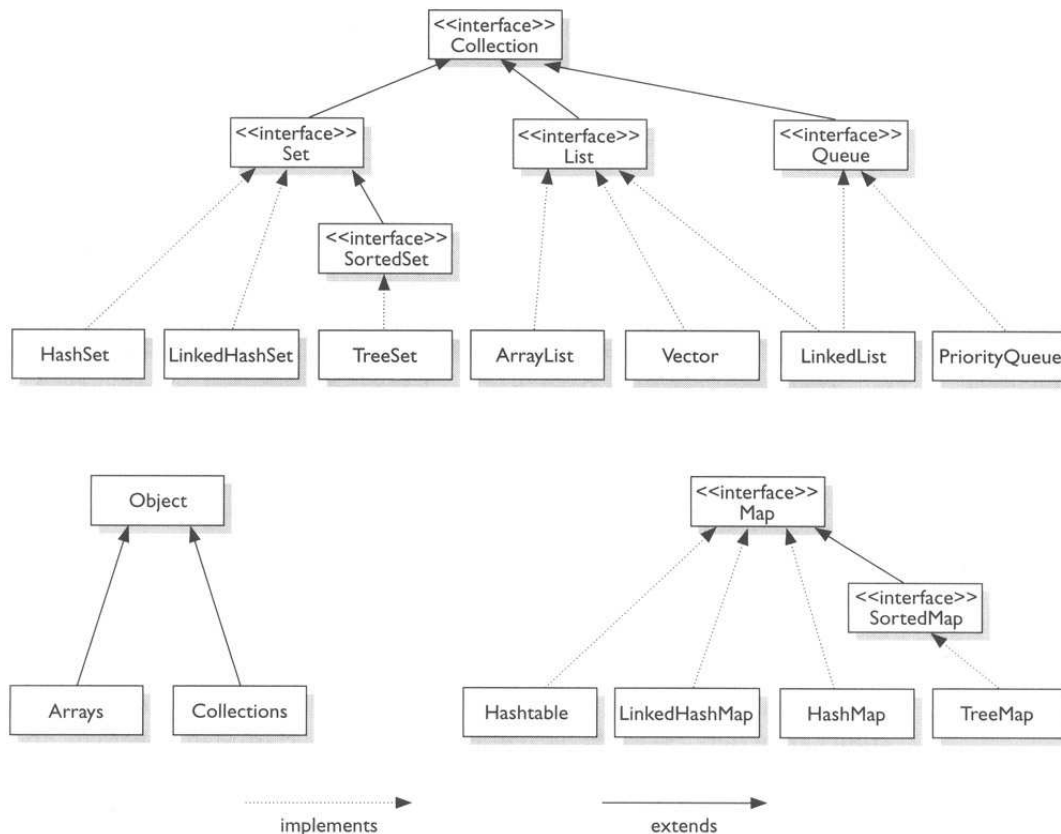 <<interface>>
Collection
<<interface>>
Set
<<interface>>
List
<<interface>>
Queue
<<interface>>
SortedSet
HashSet
LinkedHashSet
TreeSet
ArrayList
Vector
LinkedList
PriorityQueue
Object
<<interface>>
Map
<<interface>>
SortedMap
Arrays
Collections
Hashtable
LinkedHashMap
HashMap
TreeMap
implements
extends